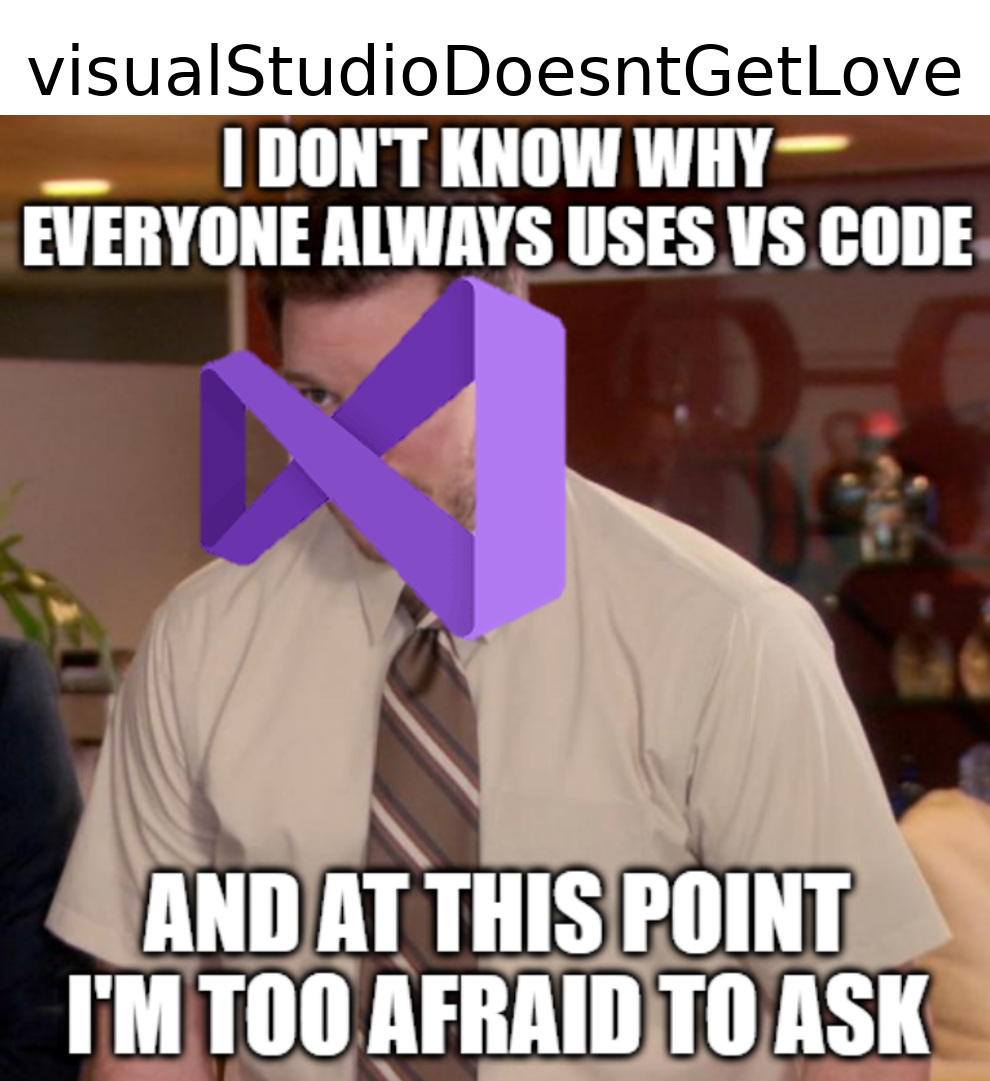 visualStudioDoesntGetLove
I DON'T KNOW WHY
EVERYONE ALWAYS USES VS CODE
AND AT THIS POINT
I'M TOO AFRAID TO ASK